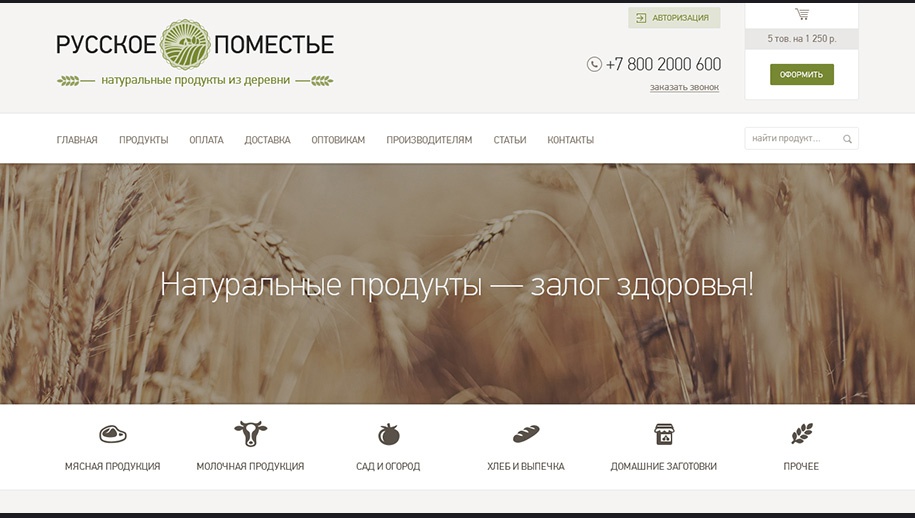 РУССКОЕ ПОМЕСТЬЕ
натуральные продукты из деревни
АВТОРИЗАЦИЯ
+7 800 2000 600
заказать звонок
5 тов. на 1 250 р.
ОФОРМИТЬ
ГЛАВНАЯ ПРОДУКТЫ ОПЛАТА ДОСТАВКА ОПТОВИКАМ ПРОИЗВОДИТЕЛЯМ СТАТЬИ КОНТАКТЫ
найти продукт...
Натуральные продукты — залог здоровья!
МЯСНАЯ ПРОДУКЦИЯ МОЛОЧНАЯ ПРОДУКЦИЯ САД И ОГОРОД ХЛЕБ И ВЫПЕЧКА ДОМАШНИЕ ЗАГОТОВКИ ПРОЧЕЕ